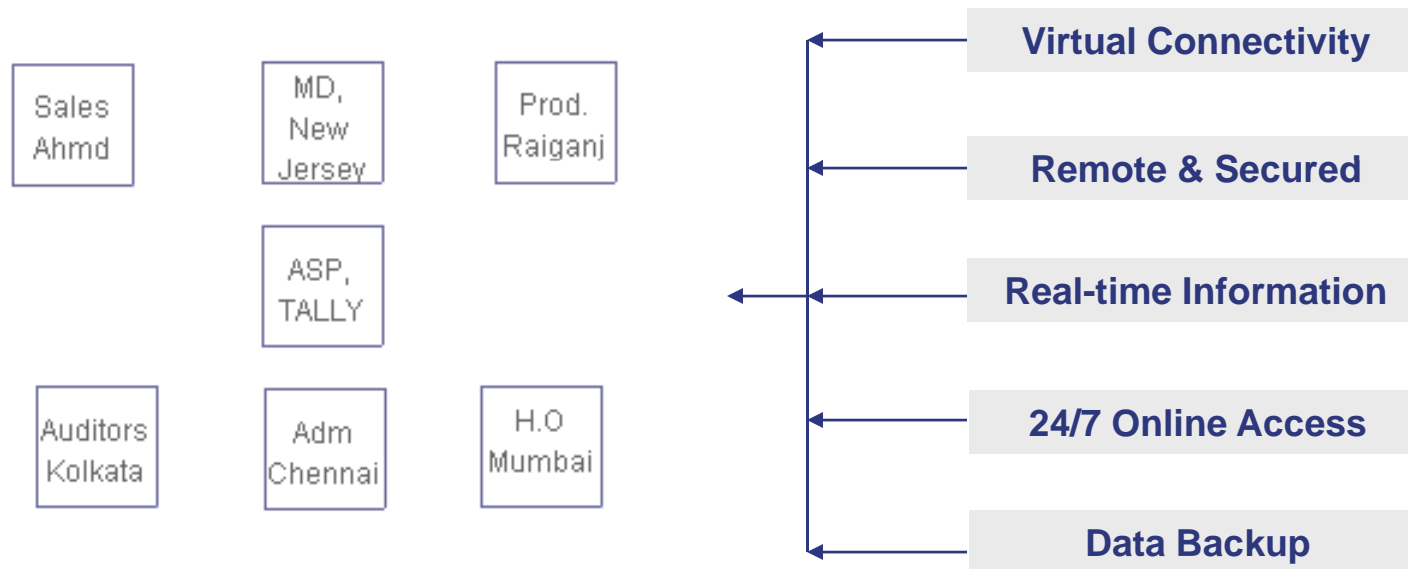 Sales
Ahmd
MD,
New
Jersey
Prod.
Raiganj
ASP,
TALLY
Auditors
Kolkata
Adm
Chennai
H.O
Mumbai
Virtual Connectivity
Remote & Secured
Real-time Information
24/7 Online Access
Data Backup